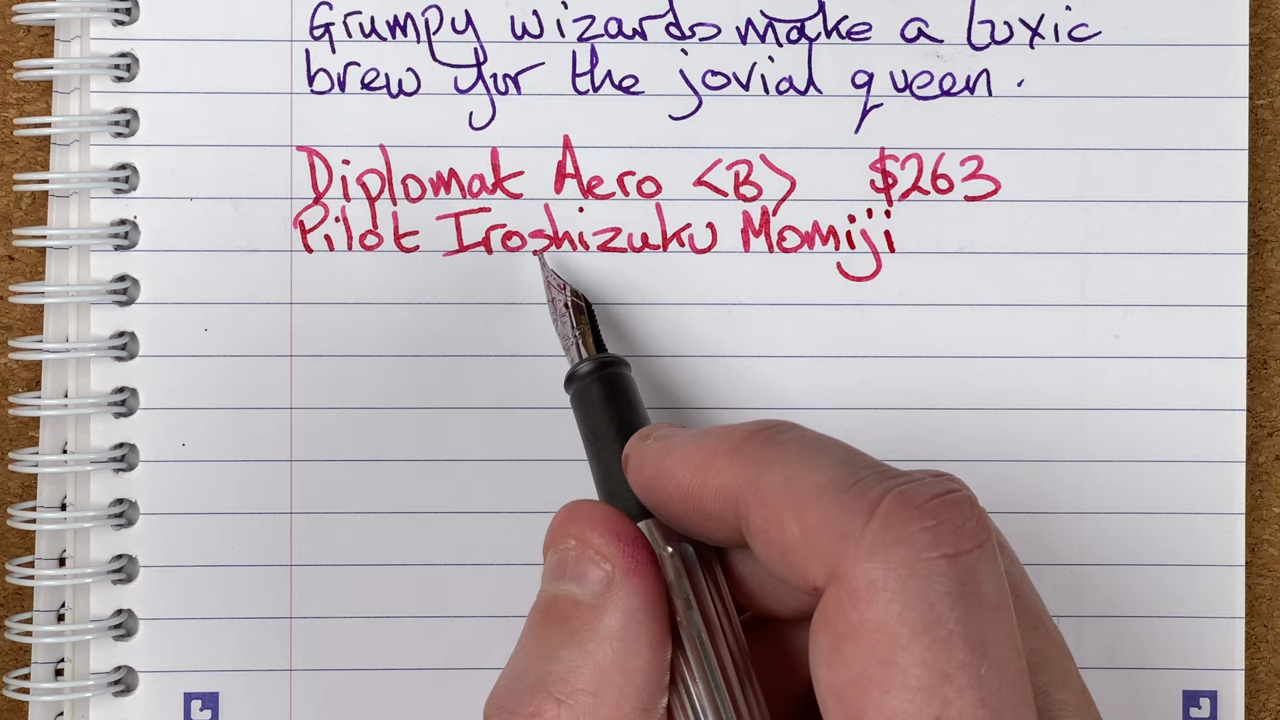 Grumpy wizards make a toxic
brew for the jovial queen.
Diplomat Aero <B> $263
Pilot Iroshizuku Momiji